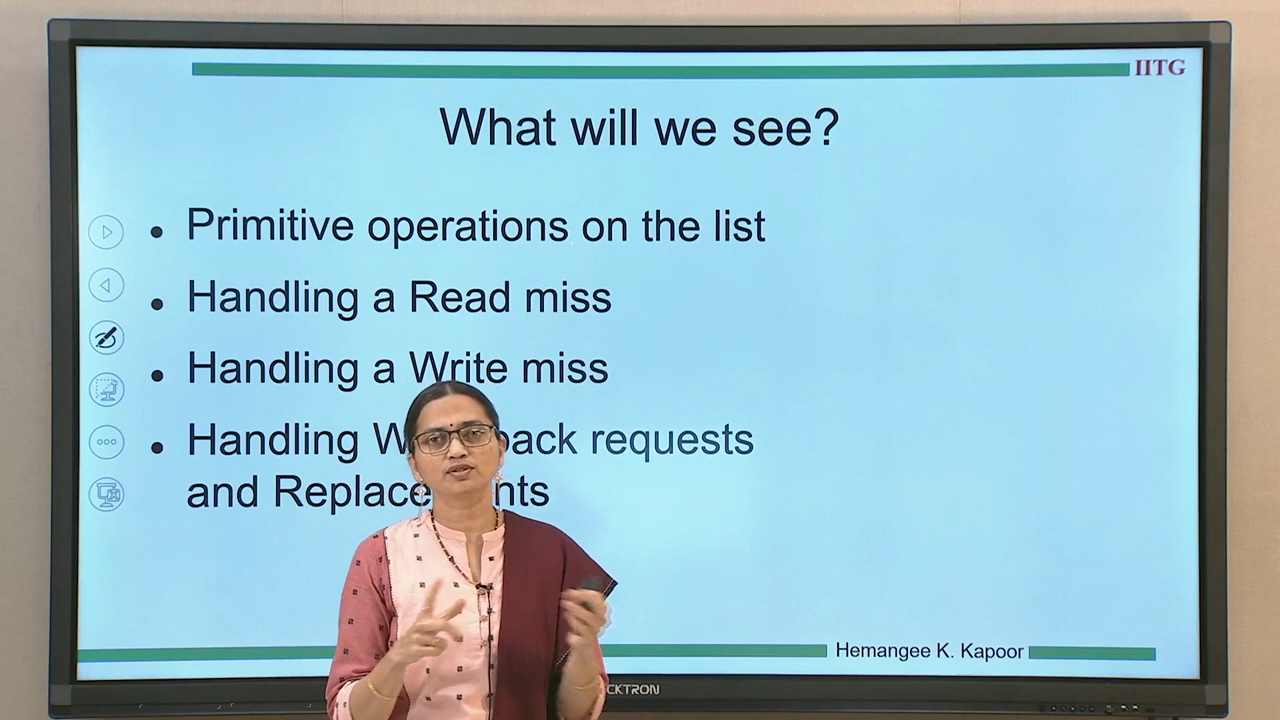 IITG
What will we see?
• Primitive operations on the list
• Handling a Read miss
• Handling a Write miss
• Handling back requests
and
Hemangee K. Kapoor